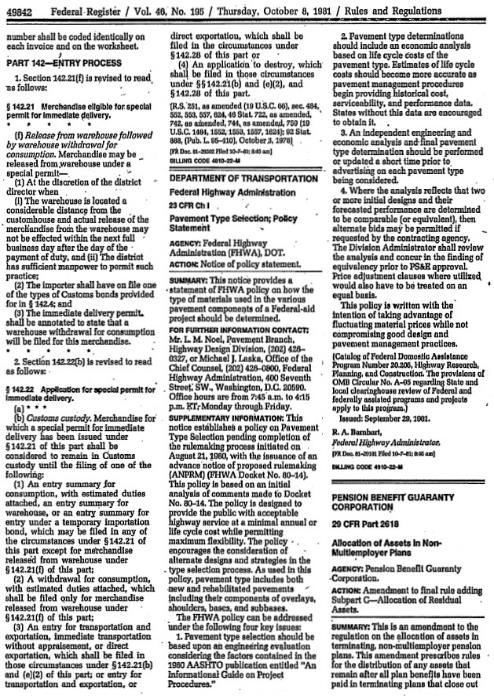 49842 Federal Register / Vol. 46, No. 195 / Thursday, October 8, 1981 / Rules and Regulations
number shall be coded identically on
each invoice and on the worksheet.
PART 142—ENTRY PROCESS
1. Section 142.21(f) is revised to read
as follows:
§ 142.21 Merchandise eligible for special
permit for immediate delivery.
* * * * *
(f) Release from warehouse followed
by warehouse withdrawal for
consumption. Merchandise may be
released from warehouse under a
special permit—
(1) At the discretion of the district
director when
(i) The warehouse is located a
considerable distance from the
customhouse and actual release of the
merchandise from the warehouse may
not be effected within the next full
business day after the day of the
payment of duty, and (ii) The district
has sufficient manpower to permit such
practice;
(2) The importer shall have on file one
of the types of Customs bonds provided
for in § 142.4; and
(3) The immediate delivery permit
shall be annotated to state that a
warehouse withdrawal for consumption
will be filed for this merchandise.
* * * * *
2. Section 142.22(b) is revised to read
as follows:
§ 142.22 Application for special permit for
immediate delivery.
(a) * * *
(b) Customs custody. Merchandise for
which a special permit for immediate
delivery has been issued under
§ 142.21 of this part shall be
considered to remain in Customs
custody until the filing of one of the
following:
(1) An entry summary for
consumption, with estimated duties
attached, an entry summary for
warehouse, or an entry summary for
entry under a temporary importation
bond, which may be filed in any of
the circumstances under § 142.21 of
this part except for merchandise
released from warehouse under
§ 142.21(f) of this part;
(2) A withdrawal for consumption,
with estimated duties attached, which
shall be filed only for merchandise
released from warehouse under
§ 142.21(f) of this part;
(3) An entry for transportation and
exportation, immediate transportation
without appraisement, or direct
exportation, which shall be filed in
those circumstances under § 142.21(b)
and (e)(2) of this part; or entry for
transportation and exportation, or
direct exportation, which shall be
filed in the circumstances under
§ 142.28 of this part or
(4) An application to destroy, which
shall be filed in those circumstances
under §§ 142.21(b) and (e)(2), and
§ 142.28 of this part.
(R.S. 251, as amended (19 U.S.C. 66), sec. 484,
552, 553, 557, 624, 46 Stat. 722, as amended,
742, as amended, 744, as amended, 759 (19
U.S.C. 1484, 1552, 1553, 1557, 1624); 92 Stat.
888, (Pub. L. 95-410), October 3, 1978)
Filed 10-7-81; 8:45 am]
BILLING CODE 4810-22-M
DEPARTMENT OF TRANSPORTATION
Federal Highway Administration
23 CFR Ch I
Pavement Type Selection; Policy
Statement
AGENCY: Federal Highway
Administration (FHWA), DOT.
ACTION: Notice of policy statement.
SUMMARY: This notice provides a
statement of FHWA policy on how the
type of materials used in the various
pavement components of a Federal-aid
project should be determined.
FOR FURTHER INFORMATION CONTACT:
Mr. L. M. Noel, Pavement Branch,
Highway Design Division, (202) 426-
0327, or Michael J. Laska, Office of the
Chief Counsel, (202) 426-0800, Federal
Highway Administration, 400 Seventh
Street, SW., Washington, D.C. 20590.
Office hours are from 7:45 a.m. to 4:15
p.m. ET, Monday through Friday.
SUPPLEMENTARY INFORMATION: This
notice establishes a policy on Pavement
Type Selection pending completion of
the rulemaking process initiated on
August 21, 1980, with the issuance of an
advance notice of proposed rulemaking
(ANPRM) (FHWA Docket No. 80-14).
This policy is based on an initial
analysis of comments made to Docket
No. 80-14. The policy is designed to
provide the public with acceptable
highway service at a minimal annual or
life cycle cost while permitting
maximum flexibility. The policy
encourages the consideration of
alternate designs and strategies in the
type selection process. As used in this
policy, pavement type includes both
new and rehabilitated pavements
including their components of overlays,
shoulders, bases, and subbases.
The FHWA policy can be addressed
under the following four key issues:
1. Pavement type selection should be
based upon an engineering evaluation
considering the factors contained in the
1960 AASHTO publication entitled "An
Informational Guide on Project
Procedures."
2. Pavement type determinations
should include an economic analysis
based on life cycle costs of the
pavement type. Estimates of life cycle
costs should become more accurate as
pavement management procedures
begin providing historical cost,
serviceability, and performance data.
States without this data are encouraged
to obtain it.
3. An independent engineering and
economic analysis and final pavement
type determination should be performed
or updated a short time prior to
advertising on each pavement type
being considered.
4. Where the analysis reflects that two
or more initial designs and their
forecasted performance are determined
to be comparable (or equivalent), then
alternate bids may be permitted if
requested by the contracting agency.
The Division Administrator shall review
the analysis and concur in the finding of
equivalency prior to PS&E approval.
Price adjustment clauses where utilized
would also have to be treated on an
equal basis.
This policy is written with the
intention of taking advantage of
fluctuating material prices while not
compromising good design and
pavement management practices.
(Catalog of Federal Domestic Assistance
Program Number 20.205, Highway Research,
Planning, and Construction. The provisions of
OMB Circular No. A-95 regarding State and
local clearinghouse review of Federal and
federally assisted programs and projects
apply to this program.)
Issued: September 29, 1981.
R. A. Barnhart,
Federal Highway Administrator.
[FR Doc. 81-29191 Filed 10-7-81; 8:45 am]
BILLING CODE 4910-22-M
PENSION BENEFIT GUARANTY
CORPORATION
29 CFR Part 2618
Allocation of Assets in Non-
Multiemployer Plans
AGENCY: Pension Benefit Guaranty
Corporation.
ACTION: Amendment to final rule adding
Subpart C—Allocation of Residual
Assets.
SUMMARY: This is an amendment to the
regulation on the allocation of assets in
terminating, non-multiemployer pension
plans. This amendment prescribes rules
for the distribution of any assets that
remain after all plan benefits have been
paid in terminating plans that close out